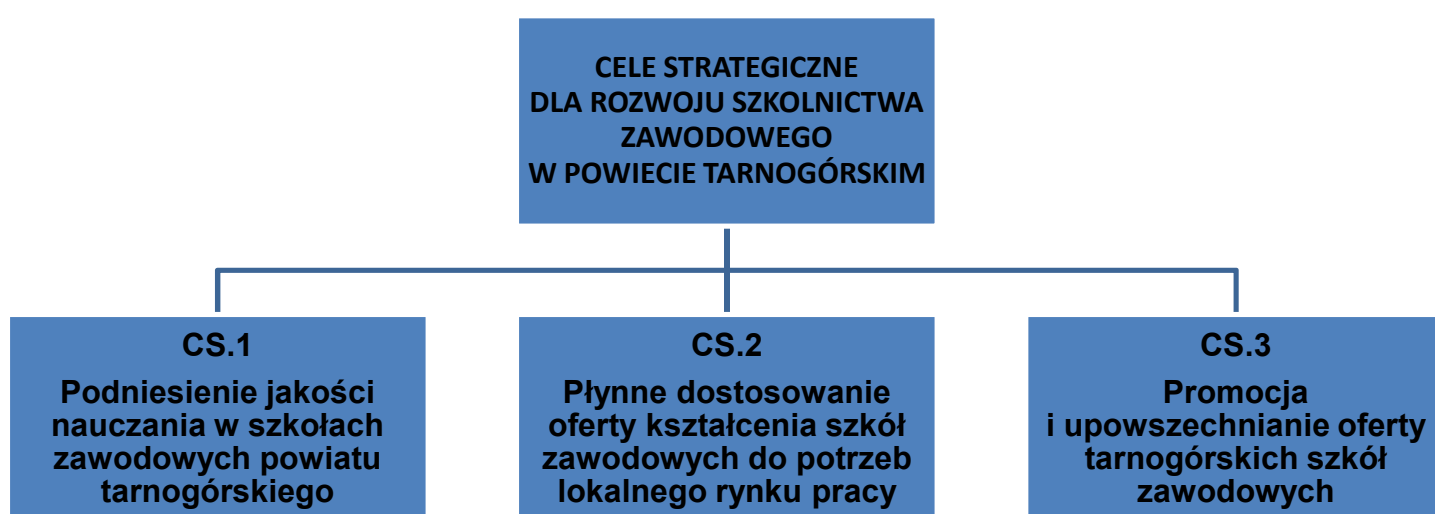 CELE STRATEGICZNE
DLA ROZWOJU SZKOLNICTWA
ZAWODOWEGO
W POWIECIE TARNOGÓRSKIM
CS.1
Podniesienie jakości
nauczania w szkołach
zawodowych powiatu
tarnogórskiego
CS.2
Płynne dostosowanie
oferty kształcenia szkół
zawodowych do potrzeb
lokalnego rynku pracy
CS.3
Promocja
i upowszechnianie oferty
tarnogórskich szkół
zawodowych